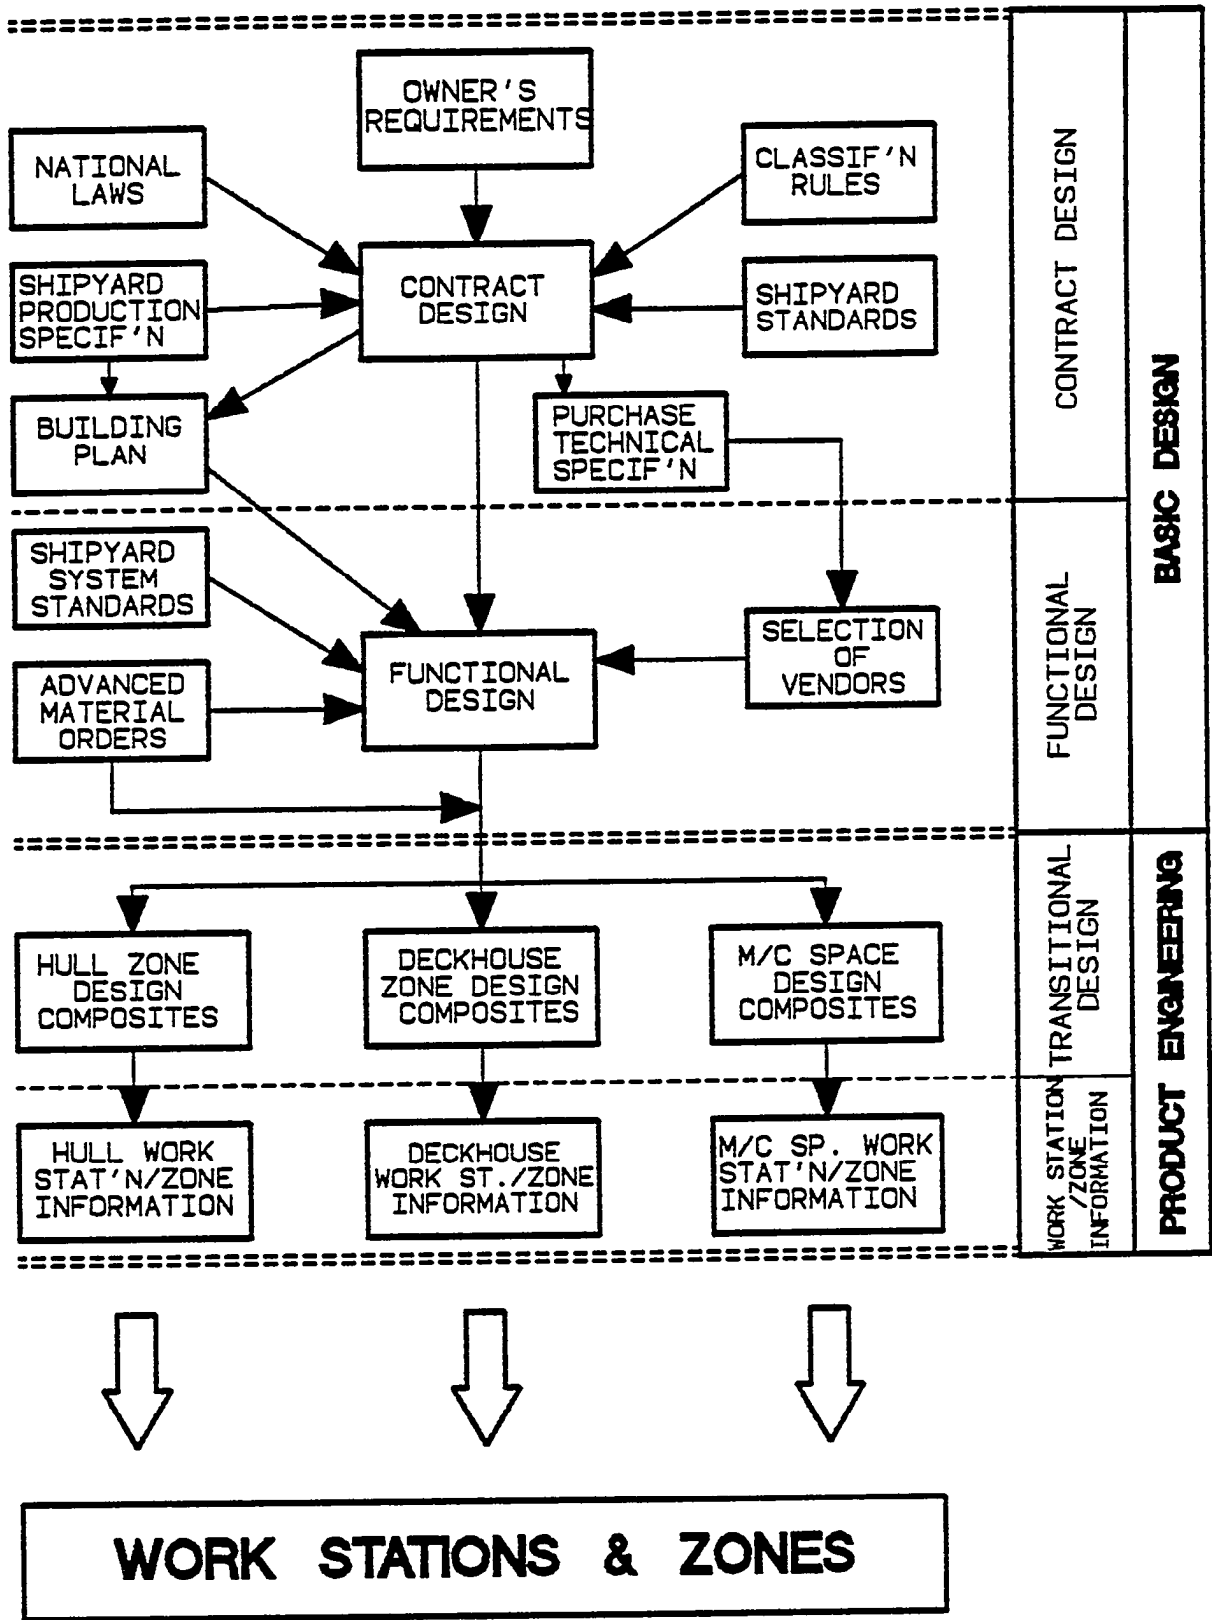 OWNER'S
REQUIREMENTS
NATIONAL
LAWS
CLASSIF'N
RULES
SHIPYARD
PRODUCTION
SPECIF'N
CONTRACT
DESIGN
SHIPYARD
STANDARDS
BUILDING
PLAN
PURCHASE
TECHNICAL
SPECIF'N
CONTRACT DESIGN
BASIC DESIGN
SHIPYARD
SYSTEM
STANDARDS
FUNCTIONAL
DESIGN
SELECTION
OF
VENDORS
ADVANCED
MATERIAL
ORDERS
FUNCTIONAL
DESIGN
HULL ZONE
DESIGN
COMPOSITES
DECKHOUSE
ZONE DESIGN
COMPOSITES
M/C SPACE
DESIGN
COMPOSITES
TRANSITIONAL
DESIGN
PRODUCT ENGINEERING
HULL WORK
STAT'N/ZONE
INFORMATION
DECKHOUSE
WORK ST./ZONE
INFORMATION
M/C SP. WORK
STAT'N/ZONE
INFORMATION
WORK STATION
/ZONE
INFORMATION
WORK STATIONS & ZONES